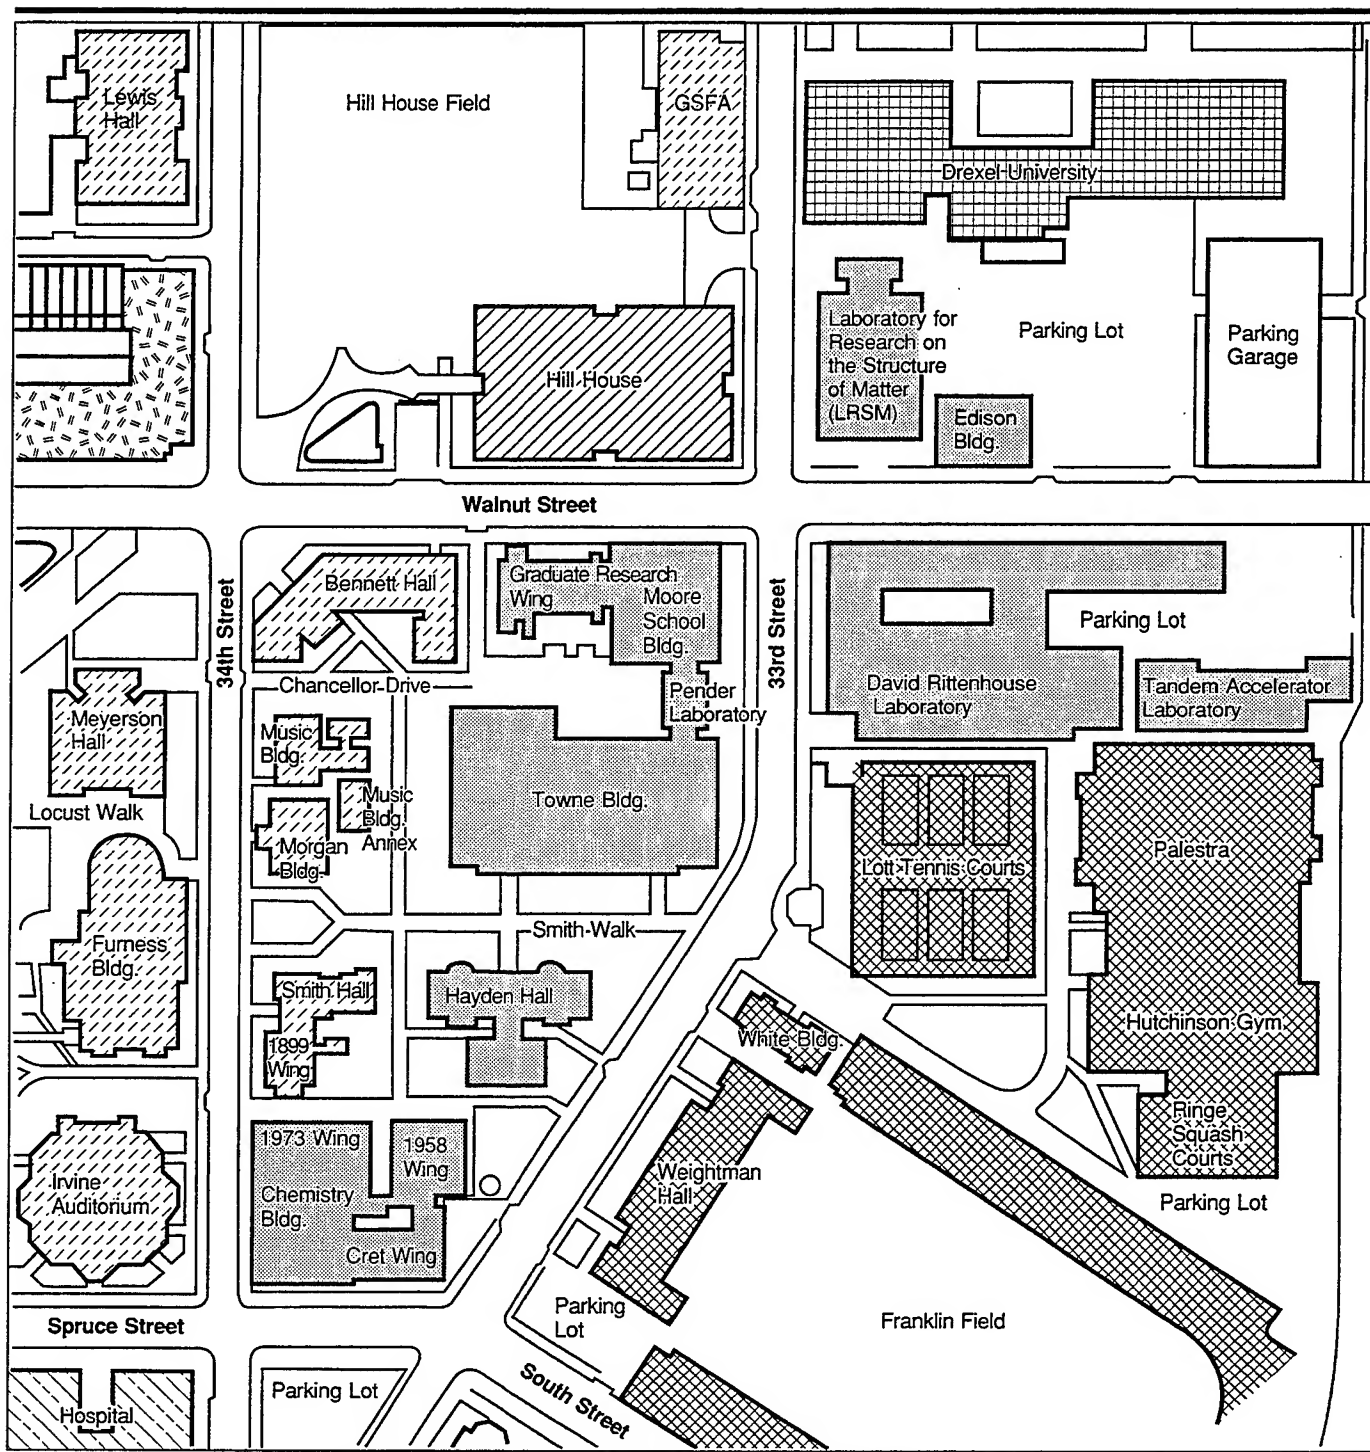 Lewis
Hall
Hill House Field
GSFA
Drexel University
Laboratory for
Research on
the Structure
of Matter
(LRSM)
Parking Lot
Parking
Garage
Hill House
Edison
Bldg.
Walnut Street
34th Street
33rd Street
Bennett Hall
Graduate Research
Wing
Moore
School
Bldg.
Parking Lot
Chancellor Drive
Pender
Laboratory
David Rittenhouse
Laboratory
Tandem Accelerator
Laboratory
Meyerson
Hall
Music
Bldg.
Locust Walk
Music
Bldg.
Annex
Morgan
Bldg.
Towne Bldg.
Lott Tennis Courts
Palestra
Smith Walk
Furness
Bldg.
Smith Hall
1899
Wing
Hayden Hall
White Bldg.
Hutchinson Gym
Ringe
Squash
Courts
1973 Wing
1958
Wing
Chemistry
Bldg.
Cret Wing
Weightman
Hall
Irvine
Auditorium
Parking Lot
Parking
Lot
Franklin Field
Spruce Street
South Street
Parking Lot
Hospital